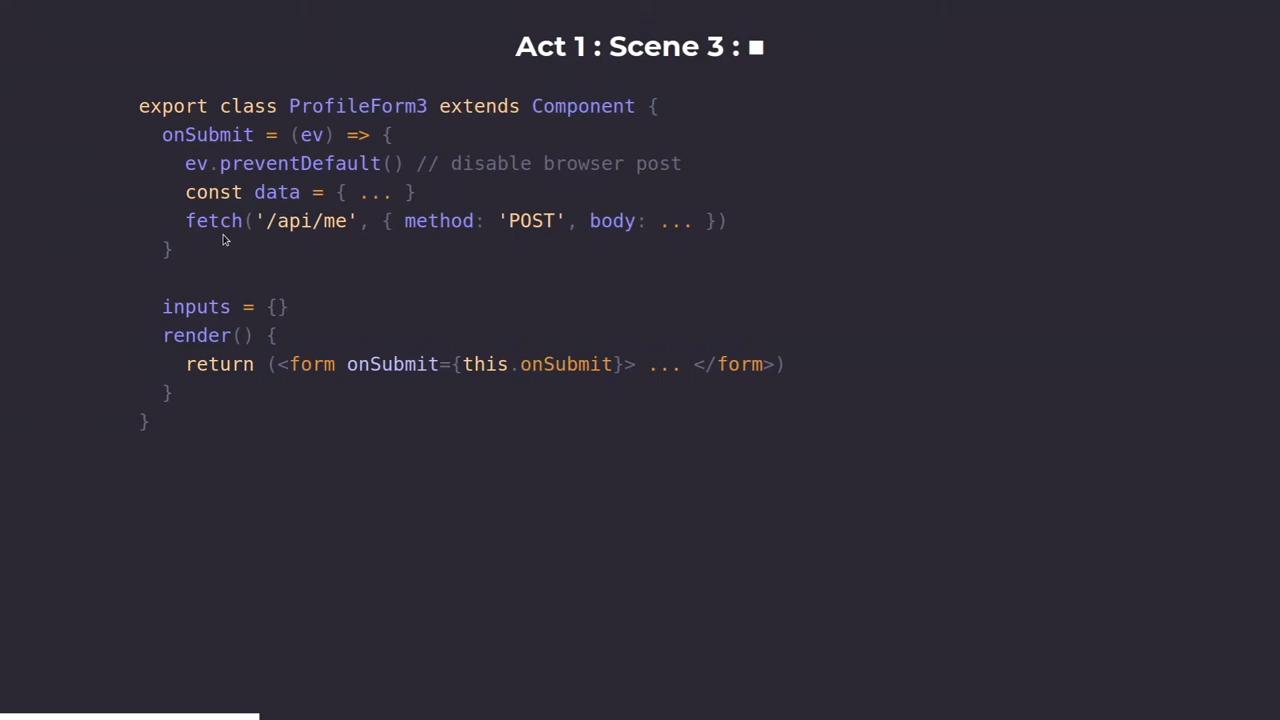 Act 1 : Scene 3 : ■
export class ProfileForm3 extends Component {
  onSubmit = (ev) => {
    ev.preventDefault() // disable browser post
    const data = { ... }
    fetch('/api/me', { method: 'POST', body: ... })
  }
  inputs = {}
  render() {
    return (<form onSubmit={this.onSubmit}> ... </form>)
  }
}